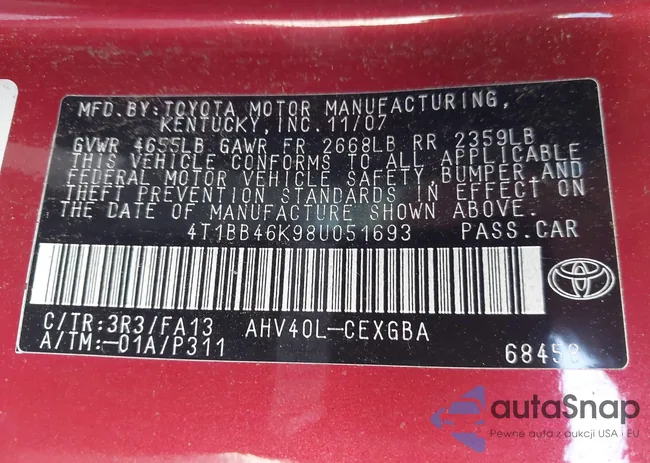 MFD.BY:TOYOTA MOTOR MANUFACTURING,
KENTUCKY,INC.11/07
GVWR 4655LB GAWR FR 2668LB RR 2359LB
THIS VEHICLE CONFORMS TO ALL APPLICABLE
FEDERAL MOTOR VEHICLE SAFETY,BUMPER,AND
THEFT PREVENTION STANDARDS IN EFFECT ON
THE DATE OF MANUFACTURE SHOWN ABOVE.
4T1BB46K98U051693 PASS.CAR
C/TR:3R3/FA13 AHV40L-CEXGBA
A/TM:-01A/P311
autaSnap
Pewne auta z aukcji USA i EU